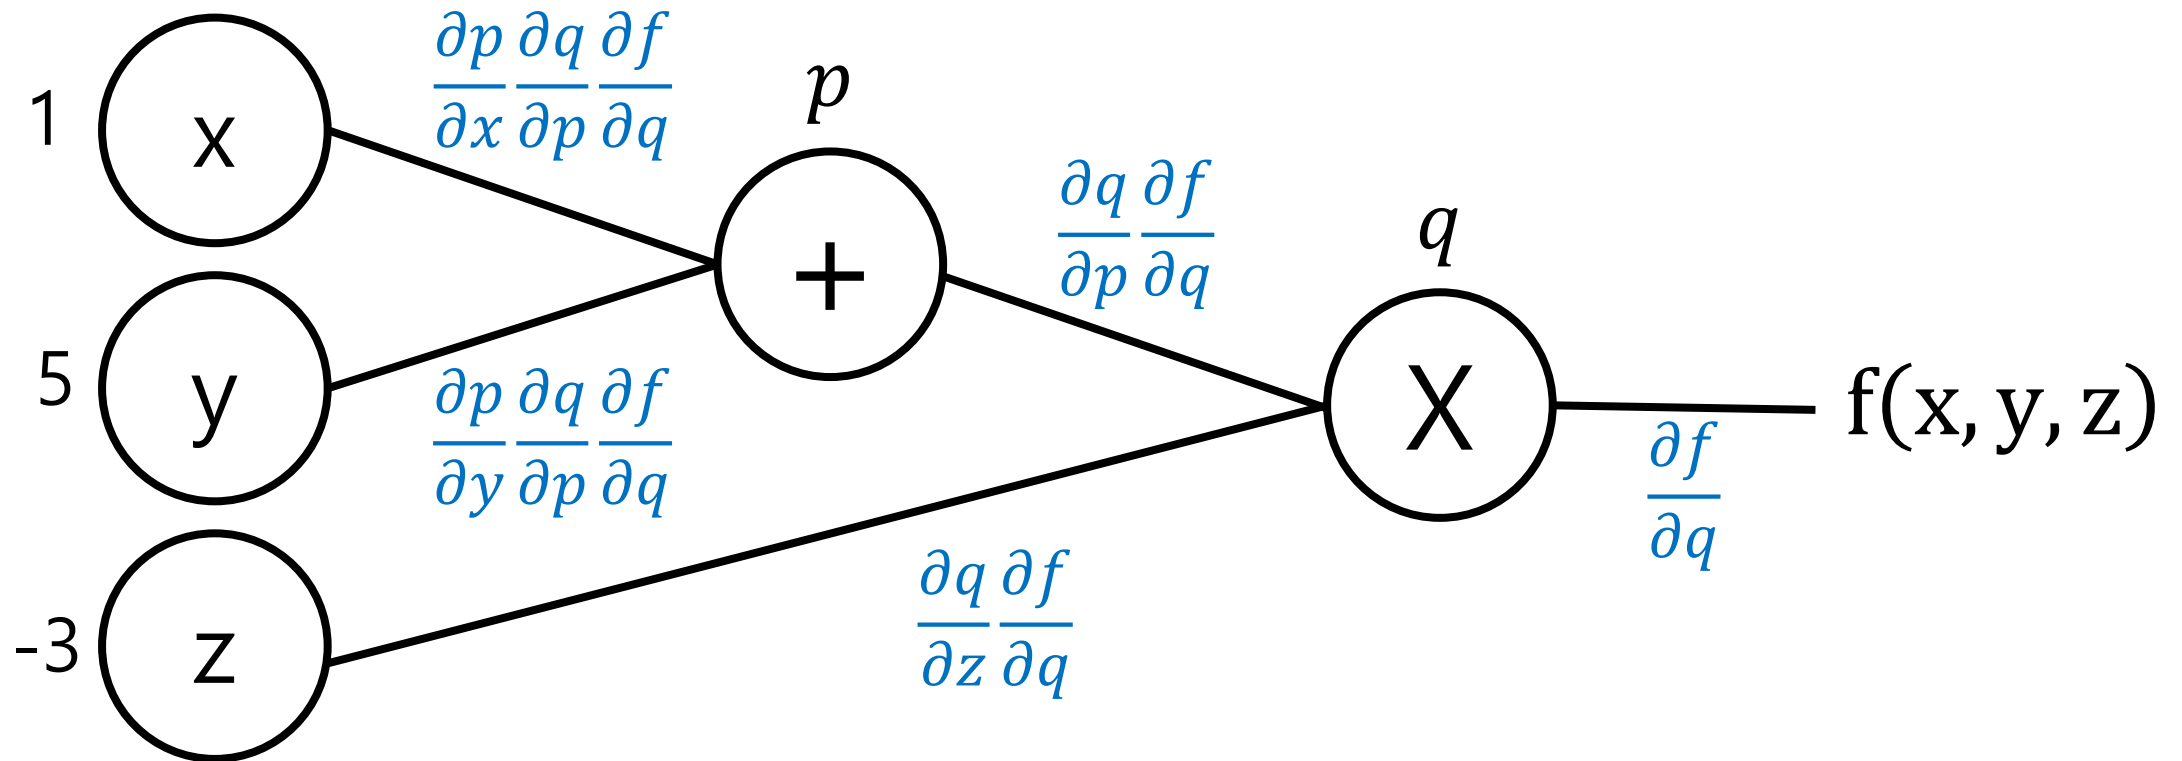 1
x
∂p/∂x ∂q/∂p ∂f/∂q
p
+
∂q/∂p ∂f/∂q
q
5
y
∂p/∂y ∂q/∂p ∂f/∂q
X
f(x, y, z)
∂f/∂q
-3
z
∂q/∂z ∂f/∂q